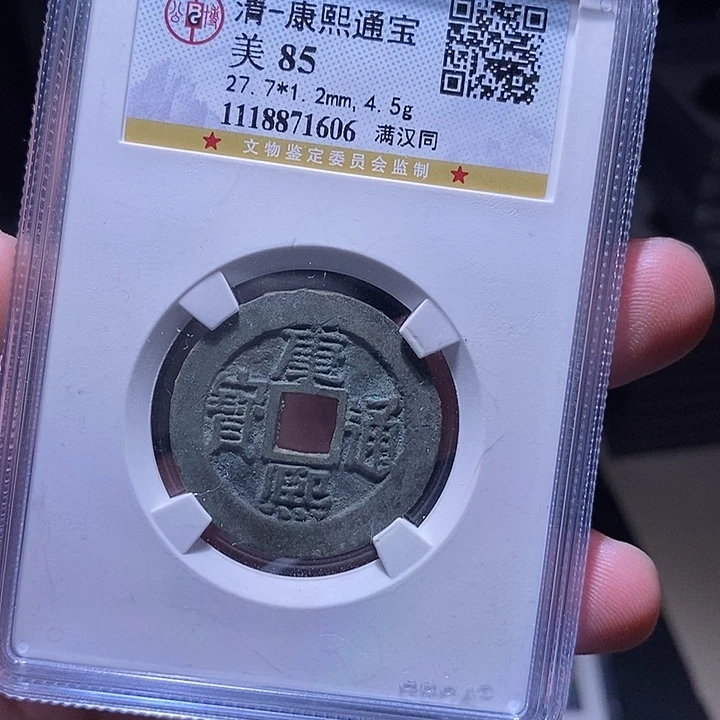 清-康熙通宝
美 85
27.7*1.2mm, 4.5g
1118871606 满汉同
★ 文物鉴定委员会监制 ★
康熙通寶